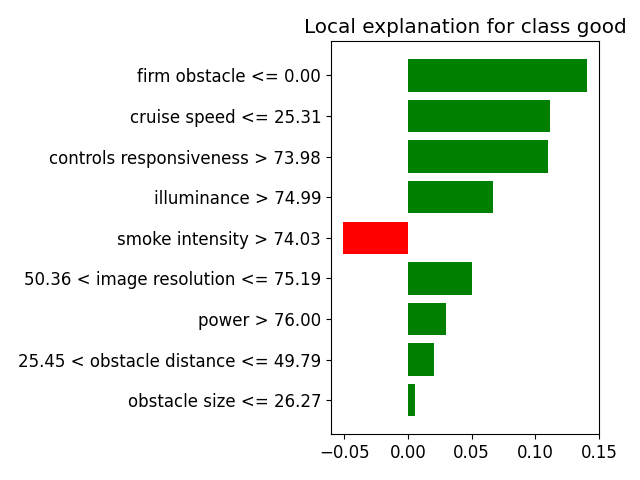 Local explanation for class good
firm obstacle <= 0.00
cruise speed <= 25.31
controls responsiveness > 73.98
illuminance > 74.99
smoke intensity > 74.03
50.36 < image resolution <= 75.19
power > 76.00
25.45 < obstacle distance <= 49.79
obstacle size <= 26.27
−0.05 0.00 0.05 0.10 0.15